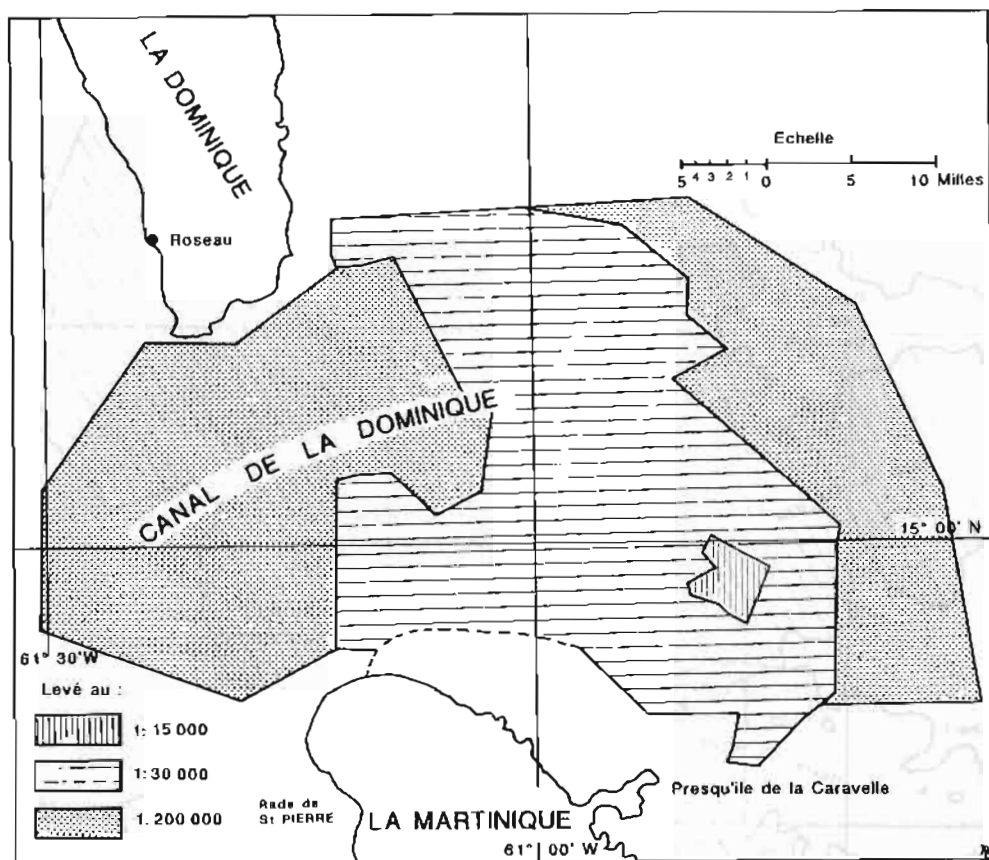 LA DOMINIQUE
Roseau
Echelle
5 4 3 2 1 0 5 10 Milles
CANAL DE LA DOMINIQUE
15° 00' N
61° 30' W
Levé au :
1: 15 000
1:30 000
1: 200 000
Rade de
St PIERRE
LA MARTINIQUE
Presqu'ile de la Caravelle
61° 00' W